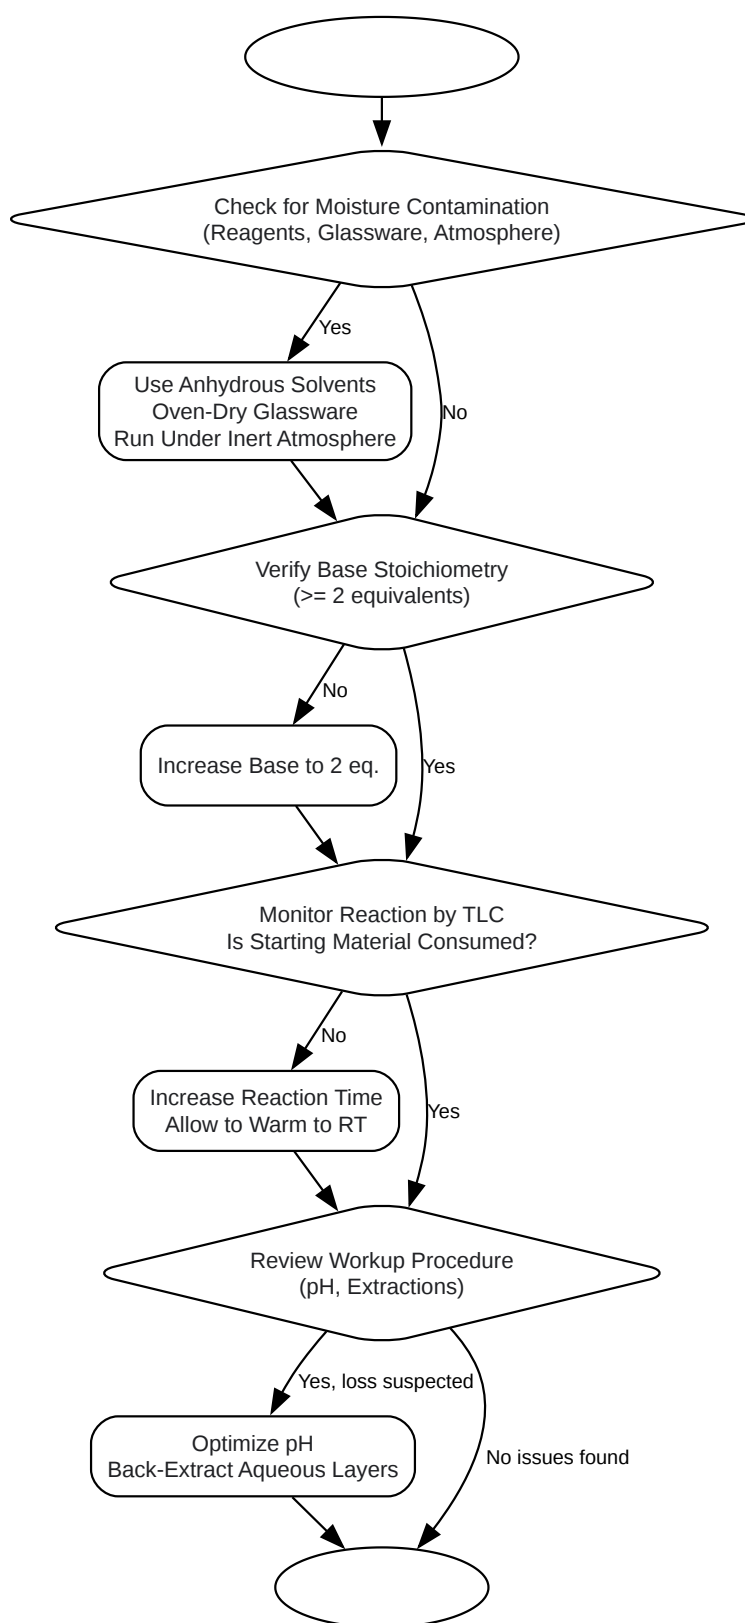 Check for Moisture Contamination
(Reagents, Glassware, Atmosphere)
Yes
Use Anhydrous Solvents
Oven-Dry Glassware
Run Under Inert Atmosphere
No
Verify Base Stoichiometry
(>= 2 equivalents)
No
Increase Base to 2 eq.
Yes
Monitor Reaction by TLC
Is Starting Material Consumed?
No
Increase Reaction Time
Allow to Warm to RT
Yes
Review Workup Procedure
(pH, Extractions)
Yes, loss suspected
Optimize pH
Back-Extract Aqueous Layers
No issues found